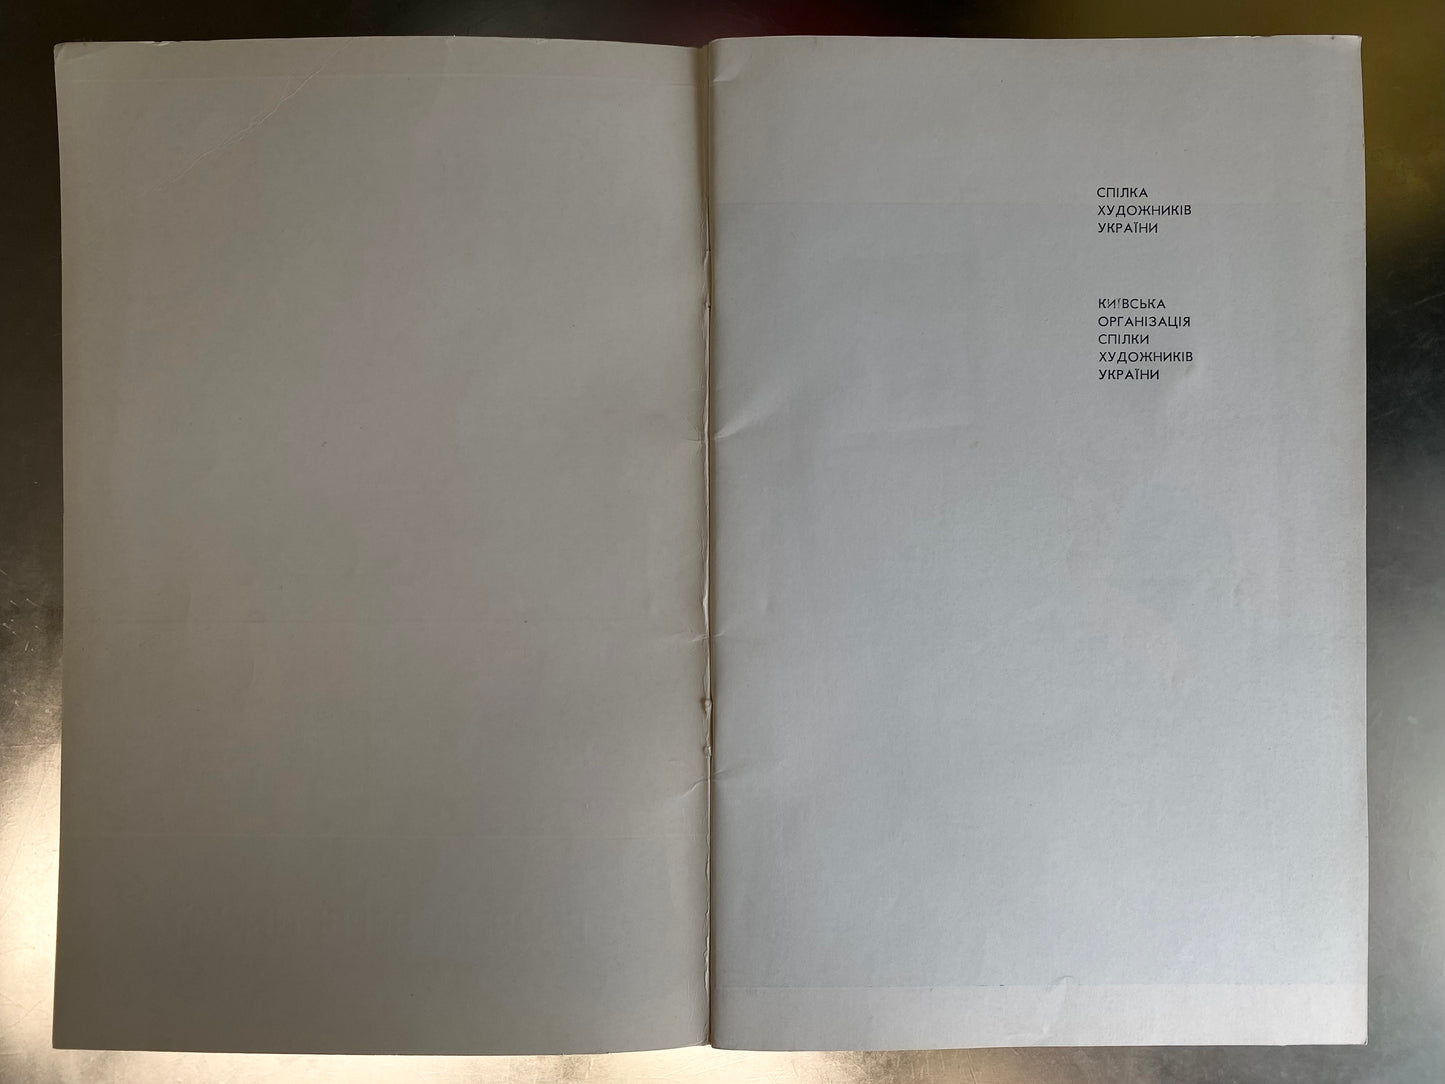 СПІЛКА
ХУДОЖНИКІВ
УКРАЇНИ
КИЇВСЬКА
ОРГАНІЗАЦІЯ
СПІЛКИ
ХУДОЖНИКІВ
УКРАЇНИ